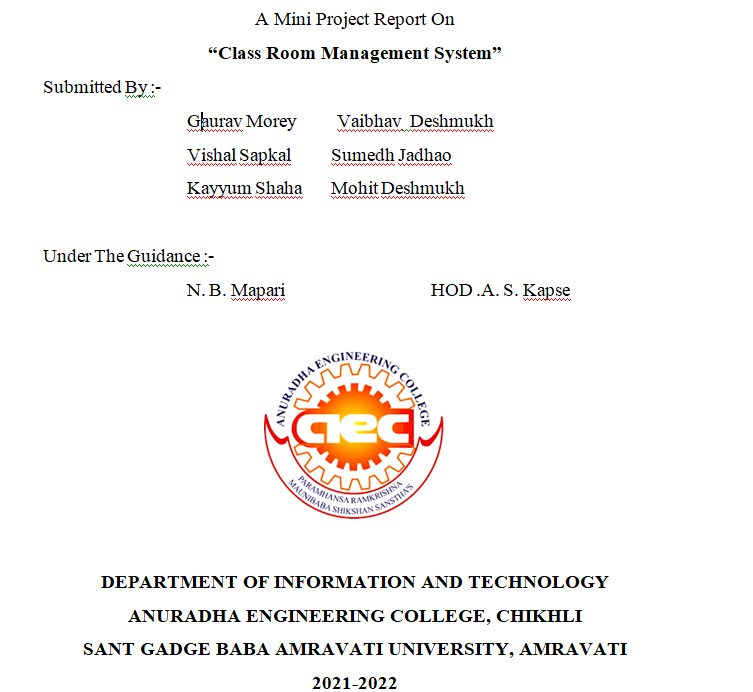 A Mini Project Report On
“Class Room Management System”
Submitted By :-
Gaurav Morey Vaibhav Deshmukh
Vishal Sapkal Sumedh Jadhao
Kayyum Shaha Mohit Deshmukh
Under The Guidance :-
N. B. Mapari HOD .A. S. Kapse
ANURADHA ENGINEERING COLLEGE
aec
PARAMHANSA RAMKRISHNA
MAUNIBABA SHIKSHAN SANSTHA'S
DEPARTMENT OF INFORMATION AND TECHNOLOGY
ANURADHA ENGINEERING COLLEGE, CHIKHLI
SANT GADGE BABA AMRAVATI UNIVERSITY, AMRAVATI
2021-2022